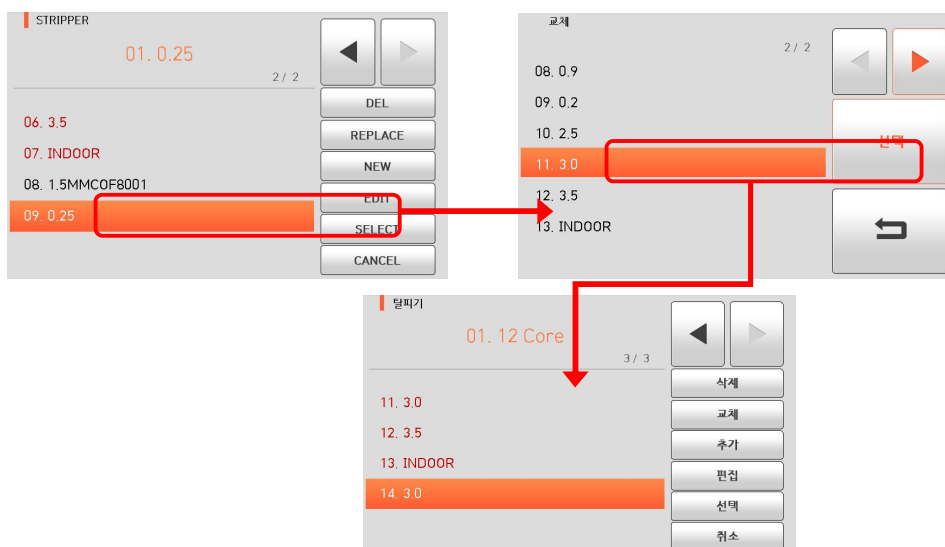 STRIPPER
01. 0.25
2 / 2
06. 3.5
07. INDOOR
08. 1.5MMCOF8001
09. 0.25
DEL
REPLACE
NEW
EDIT
SELECT
CANCEL
교체
2 / 2
08. 0.9
09. 0.2
10. 2.5
11. 3.0
12. 3.5
13. INDOOR
선택
탈피기
01. 12 Core
3 / 3
11. 3.0
12. 3.5
13. INDOOR
14. 3.0
삭제
교체
추가
편집
선택
취소